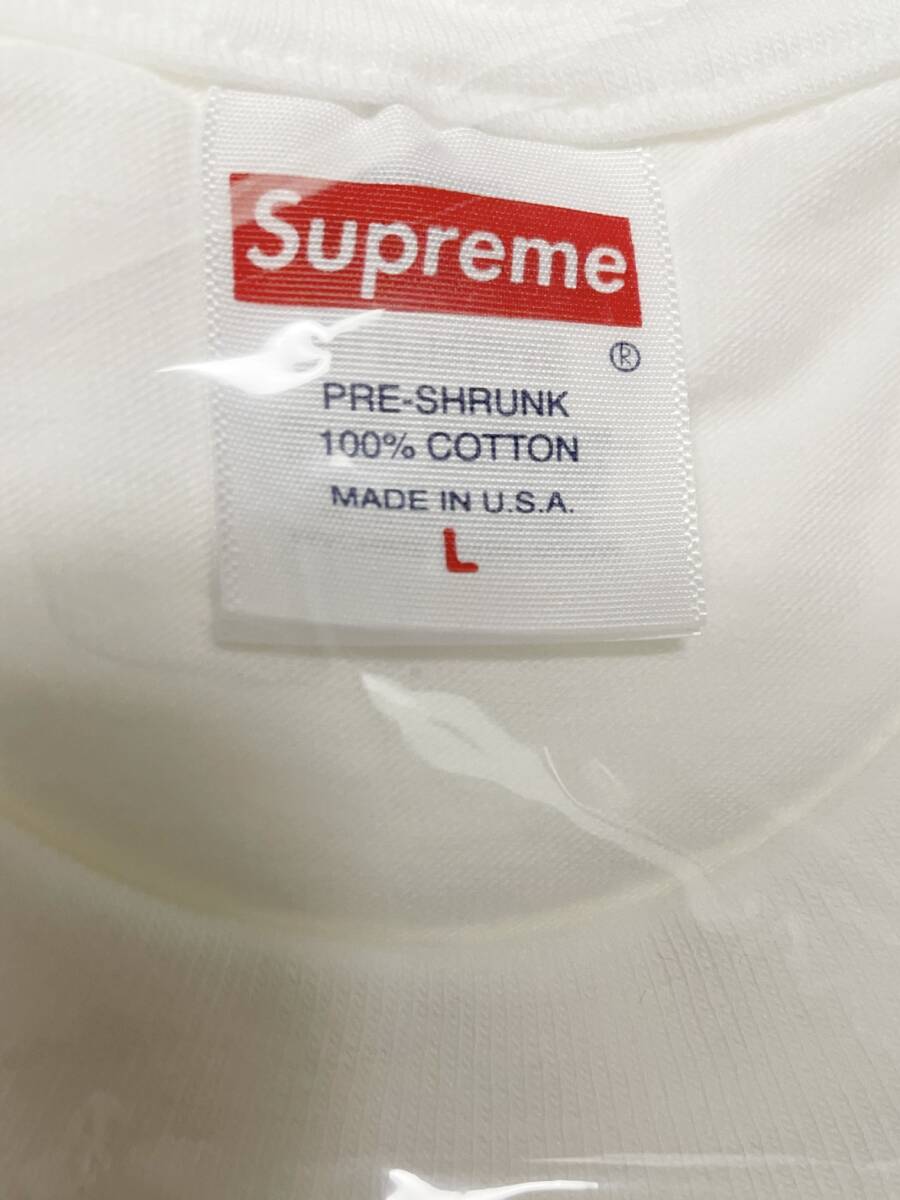 Supreme
®
PRE-SHRUNK
100% COTTON
MADE IN U.S.A.
L